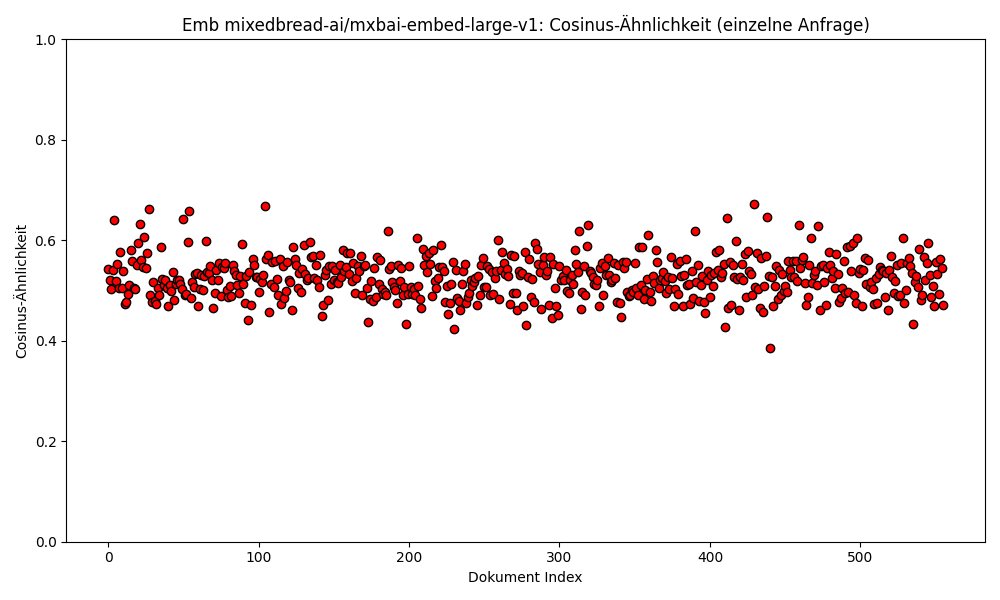 Emb mixedbread-ai/mxbai-embed-large-v1: Cosinus-Ähnlichkeit (einzelne Anfrage)
1.0
0.8
0.6
0.4
0.2
0.0
Cosinus-Ähnlichkeit
0 100 200 300 400 500
Dokument Index